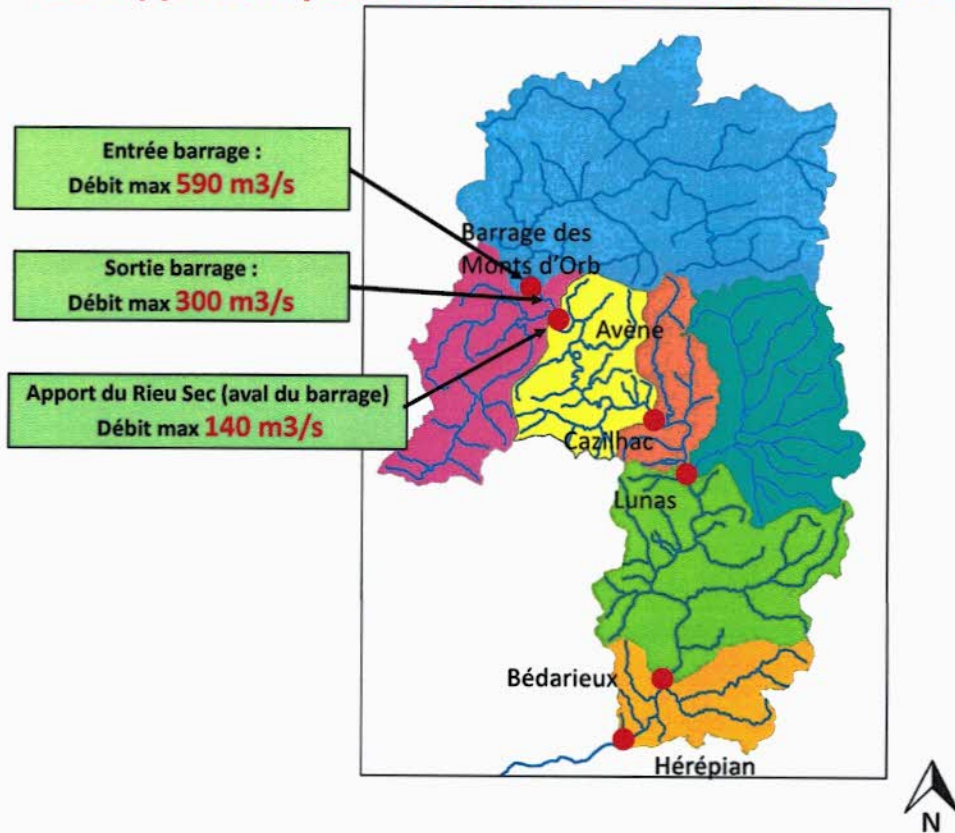 Entrée barrage :
Débit max 590 m3/s
Sortie barrage :
Débit max 300 m3/s
Apport du Rieu Sec (aval du barrage)
Débit max 140 m3/s
Barrage des
Monts d'Orb
Avène
Cazilhac
Lunas
Bédarieux
Hérépian
N